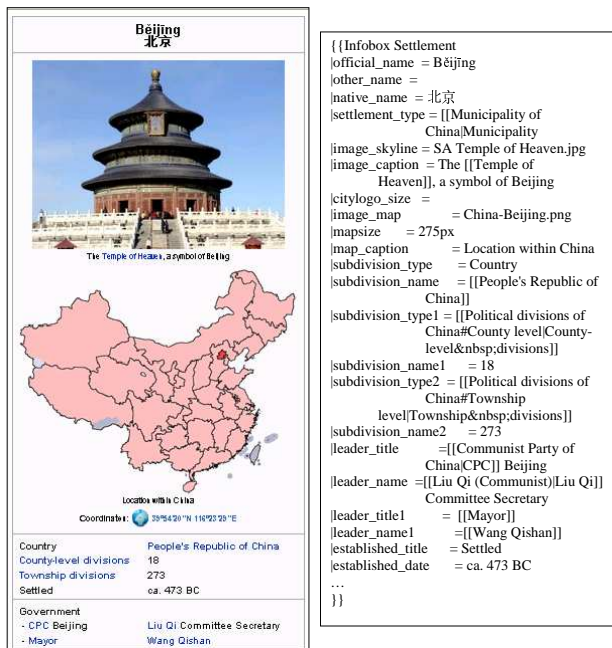 Běijīng
北京
The Temple of Heaven, a symbol of Beijing
Location within China
Coordinates: 39°54'20"N 116°23'29"E
Country People's Republic of China
County-level divisions 18
Township divisions 273
Settled ca. 473 BC
Government
- CPC Beijing Liu Qi Committee Secretary
- Mayor Wang Qishan
{{Infobox Settlement
|official_name = Běijīng
|other_name =
|native_name = 北京
|settlement_type = [[Municipality of
China|Municipality
|image_skyline = SA Temple of Heaven.jpg
|image_caption = The [[Temple of
Heaven]], a symbol of Beijing
|citylogo_size =
|image_map = China-Beijing.png
|mapsize = 275px
|map_caption = Location within China
|subdivision_type = Country
|subdivision_name = [[People's Republic of
China]]
|subdivision_type1 = [[Political divisions of
China#County level|County-
level&nbsp;divisions]]
|subdivision_name1 = 18
|subdivision_type2 = [[Political divisions of
China#Township
level|Township&nbsp;divisions]]
|subdivision_name2 = 273
|leader_title =[[Communist Party of
China|CPC]] Beijing
|leader_name =[[Liu Qi (Communist)|Liu Qi]]
Committee Secretary
|leader_title1 = [[Mayor]]
|leader_name1 =[[Wang Qishan]]
|established_title = Settled
|established_date = ca. 473 BC
…
}}